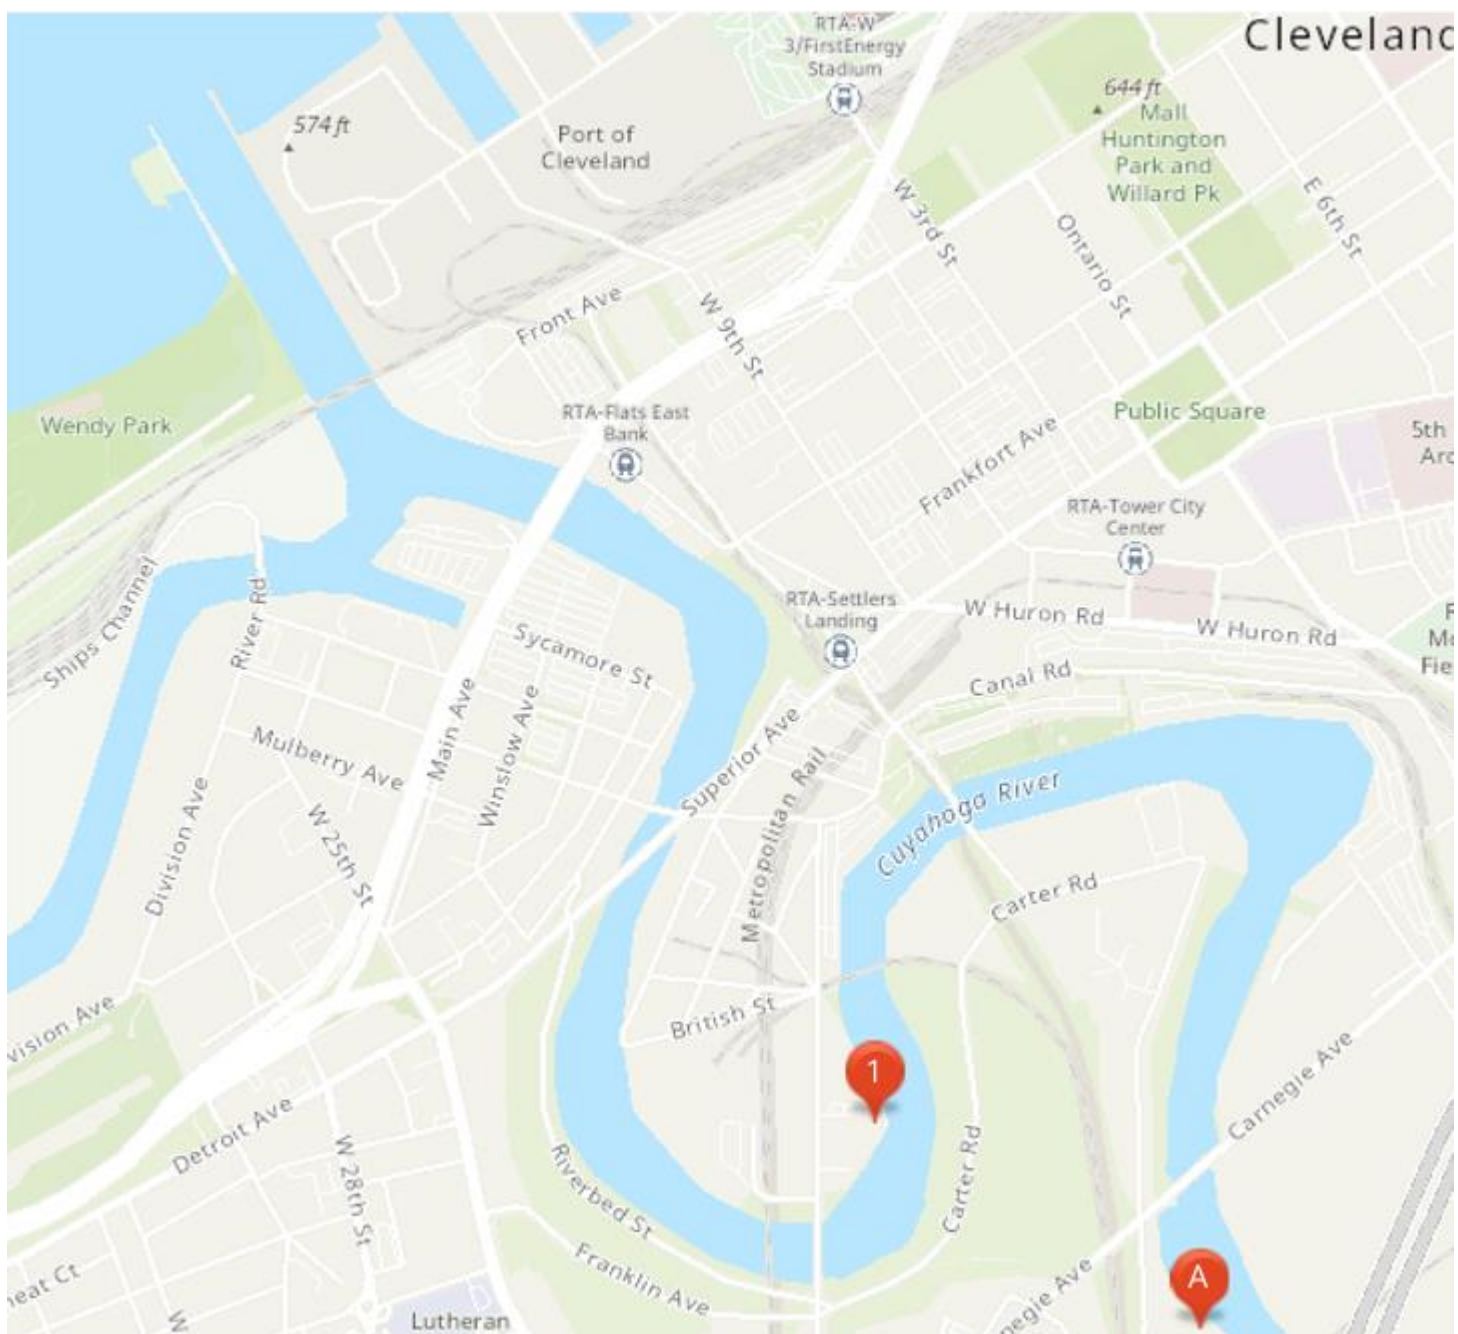 RTA-W
3/FirstEnergy
Stadium
Cleveland
574 ft
644 ft
Port of
Cleveland
Mall
Huntington
Park and
Willard Pk
W 3rd St
E 6th St
Ontario St
Front Ave
W 9th St
Wendy Park
RTA-Flats East
Bank
Public Square
5th
Arc
Frankfort Ave
RTA-Tower City
Center
Ships Channel
River Rd
RTA-Settlers
Landing
W Huron Rd
W Huron Rd
F
Me
Fie
Sycamore St
Canal Rd
Main Ave
Winslow Ave
Superior Ave
Mulberry Ave
Metropolitan Rail
Cuyahoga River
Division Ave
W 25th St
Carter Rd
British St
vision Ave
1
Carnegie Ave
Detroit Ave
W 28th St
Riverbed St
Carter Rd
Franklin Ave
A
negie Ave
eat Ct
W
Lutheran